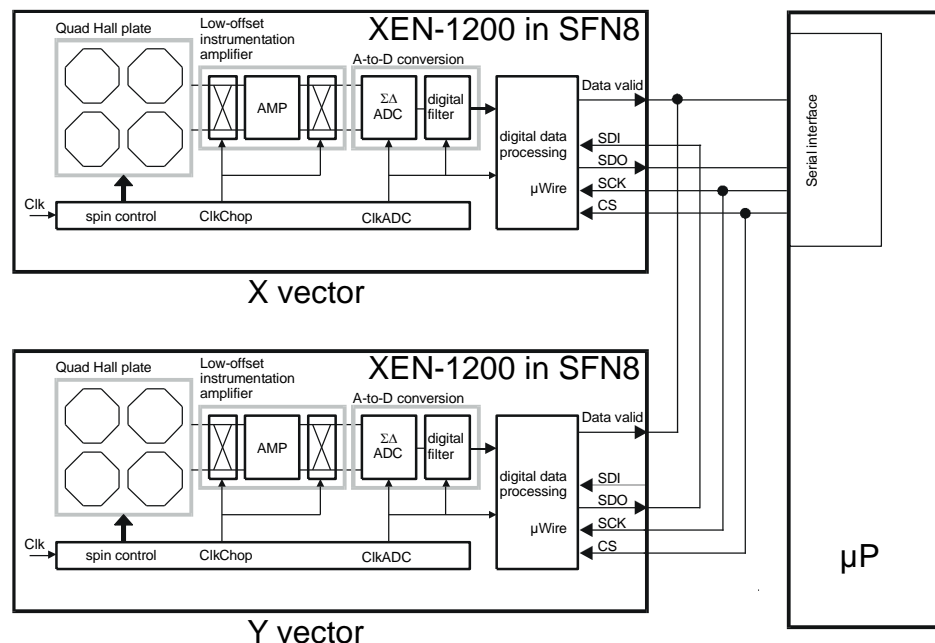 XEN-1200 in SFN8
Quad Hall plate
Low-offset
instrumentation
amplifier
A-to-D conversion
AMP
ΣΔ
ADC
digital
filter
digital data
processing
µWire
Data valid
SDI
SDO
SCK
CS
Clk
spin control
ClkChop
ClkADC
X vector
Serial interface
XEN-1200 in SFN8
Quad Hall plate
Low-offset
instrumentation
amplifier
A-to-D conversion
AMP
ΣΔ
ADC
digital
filter
digital data
processing
µWire
Data valid
SDI
SDO
SCK
CS
Clk
spin control
ClkChop
ClkADC
Y vector
µP